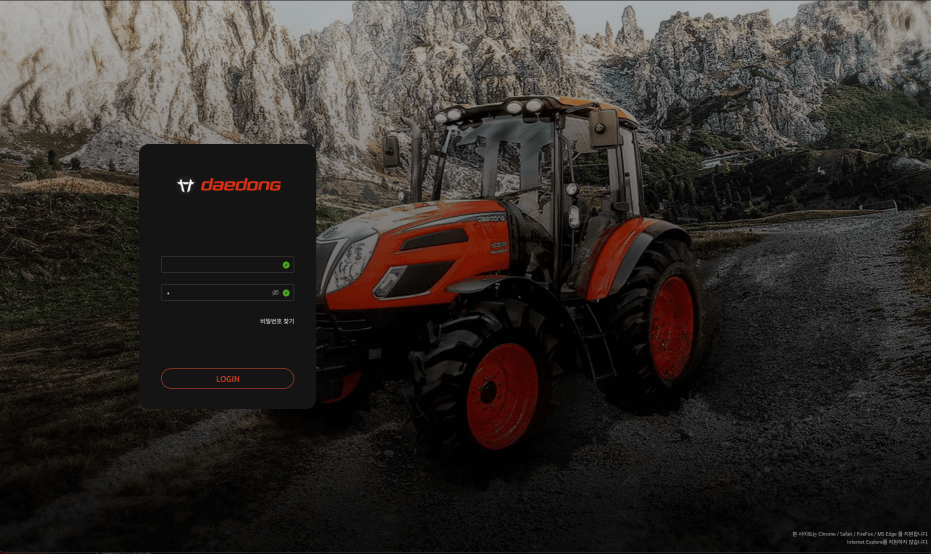 daedong
daedong
비밀번호 찾기
LOGIN
본 사이트는 Chrome / Safari / FireFox / MS Edge 를 지원합니다.
Internet Explore를 지원하지 않습니다.